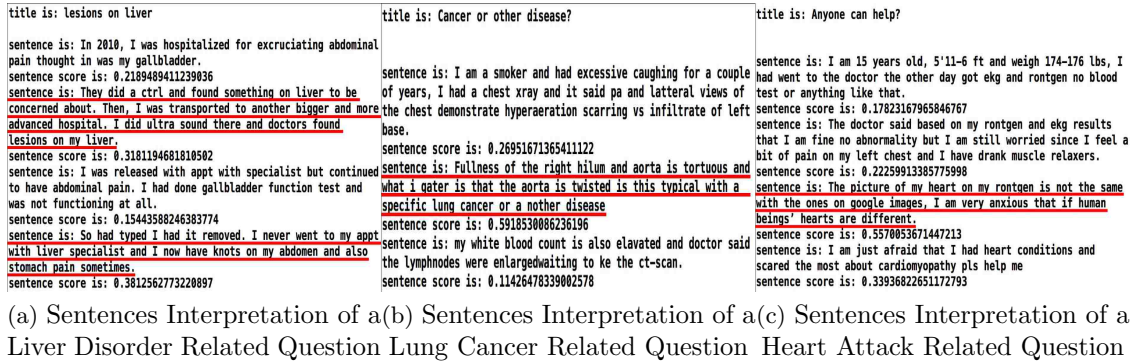 title is: lesions on liver
sentence is: In 2010, I was hospitalized for excruciating abdominal
pain thought in was my gallbladder.
sentence score is: 0.2189489411239036
sentence is: They did a ctrl and found something on liver to be
concerned about. Then, I was transported to another bigger and more
advanced hospital. I did ultra sound there and doctors found
lesions on my liver.
sentence score is: 0.3181194681810502
sentence is: I was released with appt with specialist but continued
to have abdominal pain. I had done gallbladder function test and
was not functioning at all.
sentence score is: 0.15443588246383774
sentence is: So had typed I had it removed. I never went to my appt
with liver specialist and I now have knots on my abdomen and also
stomach pain sometimes.
sentence score is: 0.3812562773220897
(a) Sentences Interpretation of a
Liver Disorder Related Question
title is: Cancer or other disease?
sentence is: I am a smoker and had excessive caughing for a couple
of years, I had a chest xray and it said pa and latteral views of
the chest demonstrate hyperaeration scarring vs infiltrate of left
base.
sentence score is: 0.26951671365411122
sentence is: Fullness of the right hilum and aorta is tortuous and
what i gater is that the aorta is twisted is this typical with a
specific lung cancer or a nother disease
sentence score is: 0.5918530086236196
sentence is: my white blood count is also elavated and doctor said
the lymphnodes were enlargedwaiting to ke the ct-scan.
sentence score is: 0.11426478339002578
(b) Sentences Interpretation of a
Lung Cancer Related Question
title is: Anyone can help?
sentence is: I am 15 years old, 5'11-6 ft and weigh 174-176 lbs, I
had went to the doctor the other day got ekg and rontgen no blood
test or anything like that.
sentence score is: 0.17823167965846767
sentence is: The doctor said based on my rontgen and ekg results
that I am fine no abnormality but I am still worried since I feel a
bit of pain on my left chest and I have drank muscle relaxers.
sentence score is: 0.22259913385775998
sentence is: The picture of my heart on my rontgen is not the same
with the ones on google images, I am very anxious that if human
beings' hearts are different.
sentence score is: 0.5570053671447213
sentence is: I am just afraid that I had heart conditions and
scared the most about cardiomyopathy pls help me
sentence score is: 0.33936822651172793
(c) Sentences Interpretation of a
Heart Attack Related Question